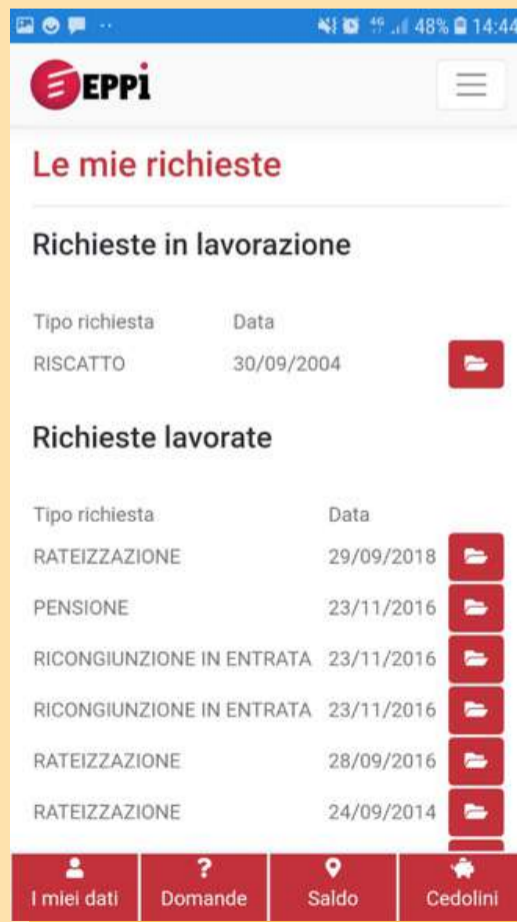 4G 48% 14:44
EPPi
Le mie richieste
Richieste in lavorazione
Tipo richiesta Data
RISCATTO 30/09/2004
Richieste lavorate
Tipo richiesta Data
RATEIZZAZIONE 29/09/2018
PENSIONE 23/11/2016
RICONGIUNZIONE IN ENTRATA 23/11/2016
RICONGIUNZIONE IN ENTRATA 23/11/2016
RATEIZZAZIONE 28/09/2016
RATEIZZAZIONE 24/09/2014
I miei dati Domande Saldo Cedolini